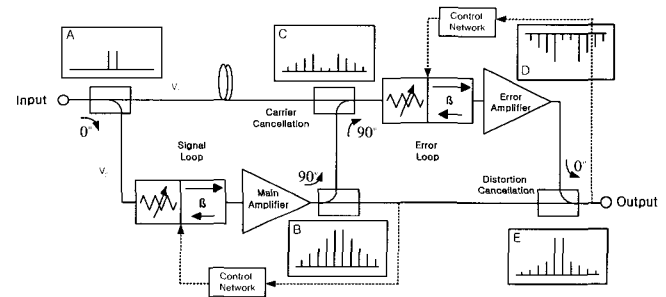 A
C
Control
Network
D
Input
V.
0°
Carrier
Cancellation
90°
ß
Error
Amplifier
Signal
Loop
Error
Loop
0°
90°
Distortion
Cancellation
ß
Main
Amplifier
Output
B
E
Control
Network